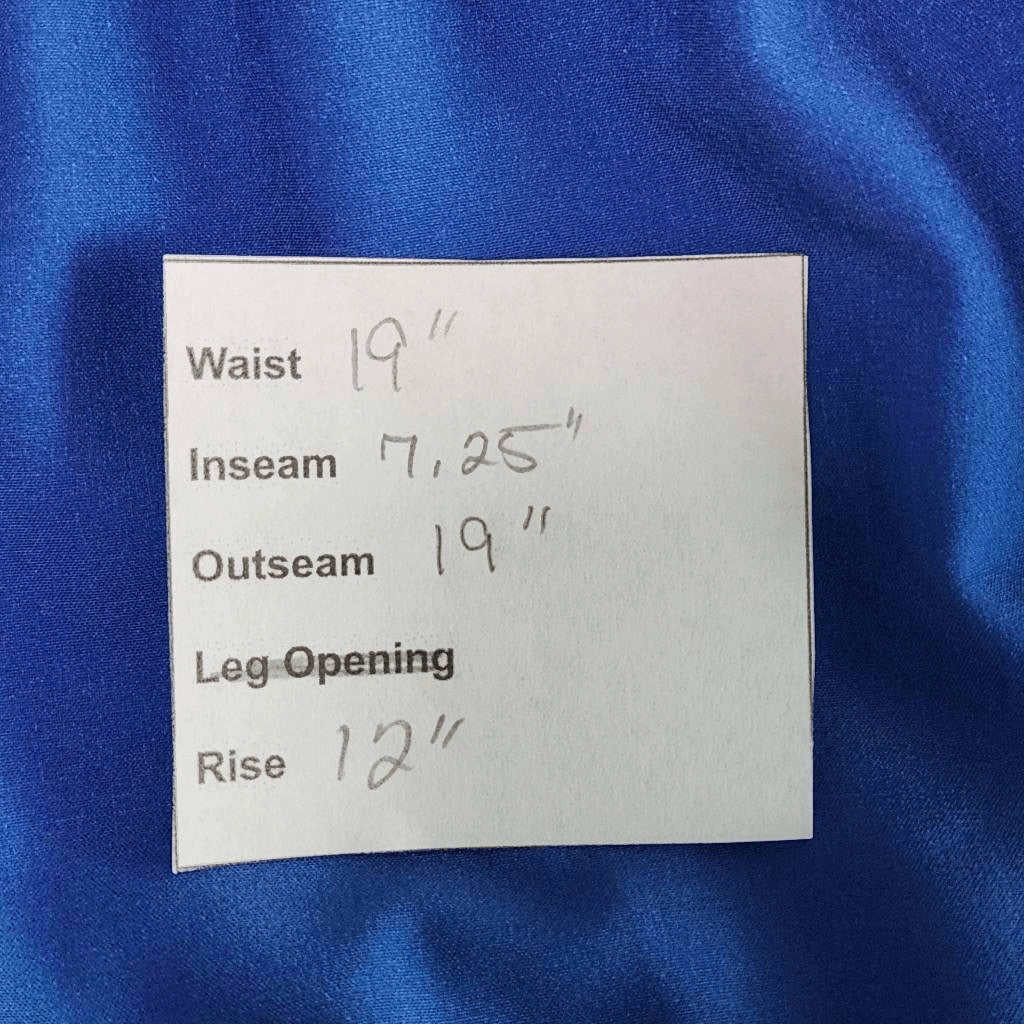 Waist 19"
Inseam 7.25"
Outseam 19"
Leg Opening
Rise 12"